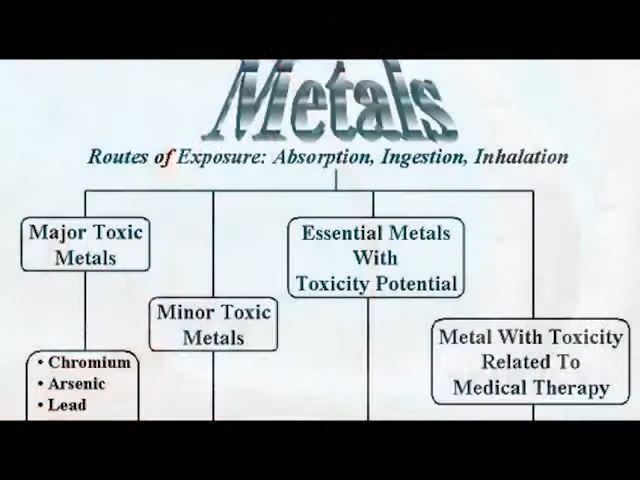 Metals
Routes of Exposure: Absorption, Ingestion, Inhalation
Major Toxic
Metals
Essential Metals
With
Toxicity Potential
Minor Toxic
Metals
Metal With Toxicity
Related To
Medical Therapy
• Chromium
• Arsenic
• Lead